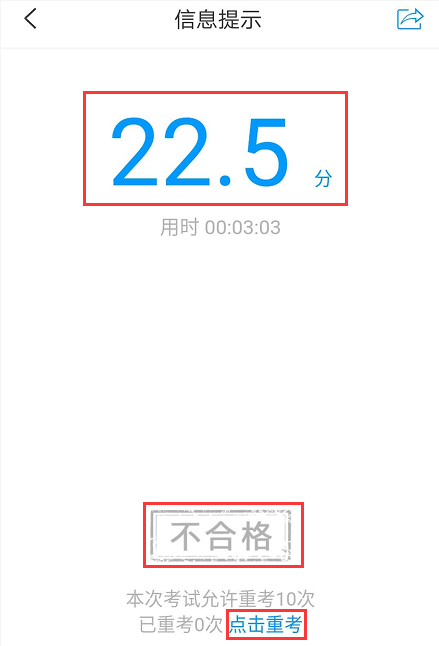 信息提示
22.5 分
用时 00:03:03
不合格
本次考试允许重考10次
已重考0次 点击重考